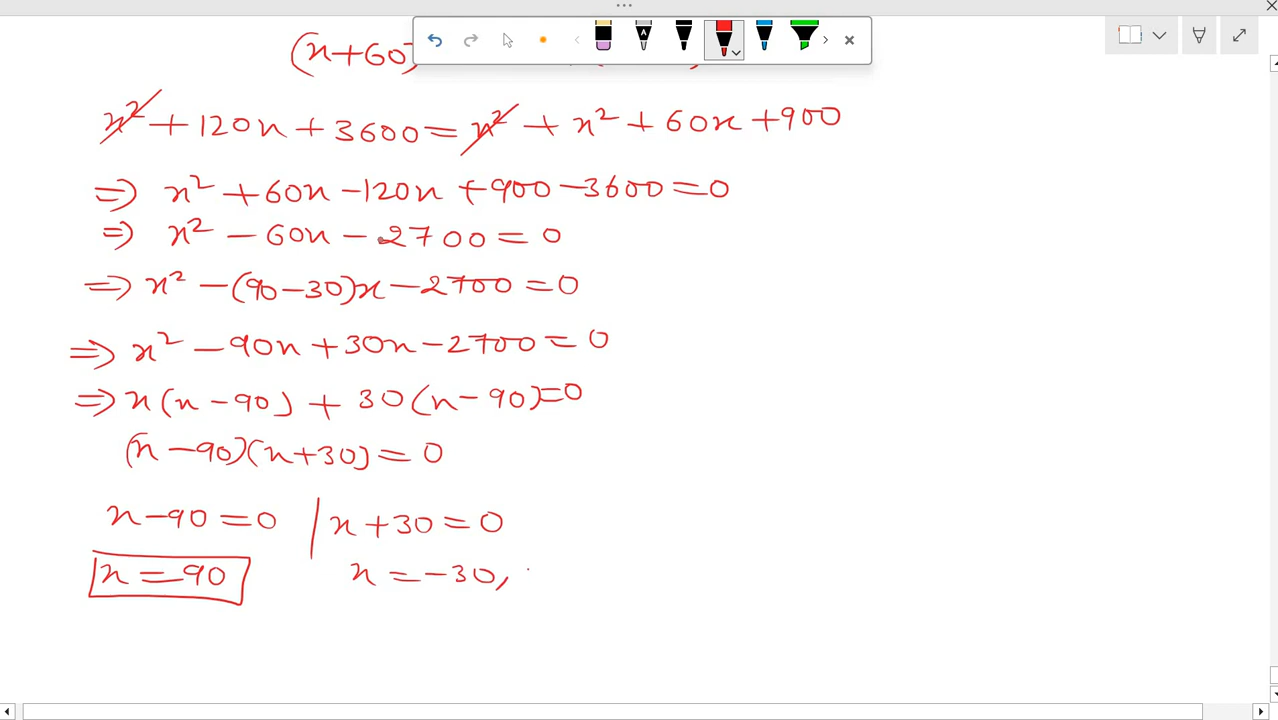 (x+60)
x² + 120x + 3600 = x² + x² + 60x + 900
⇒ x² + 60x - 120x + 900 - 3600 = 0
⇒ x² - 60x - 2700 = 0
⇒ x² - (90 - 30)x - 2700 = 0
⇒ x² - 90x + 30x - 2700 = 0
⇒ x(x - 90) + 30(x - 90) = 0
(x - 90)(x + 30) = 0
x - 90 = 0 | x + 30 = 0
x = 90 x = -30,